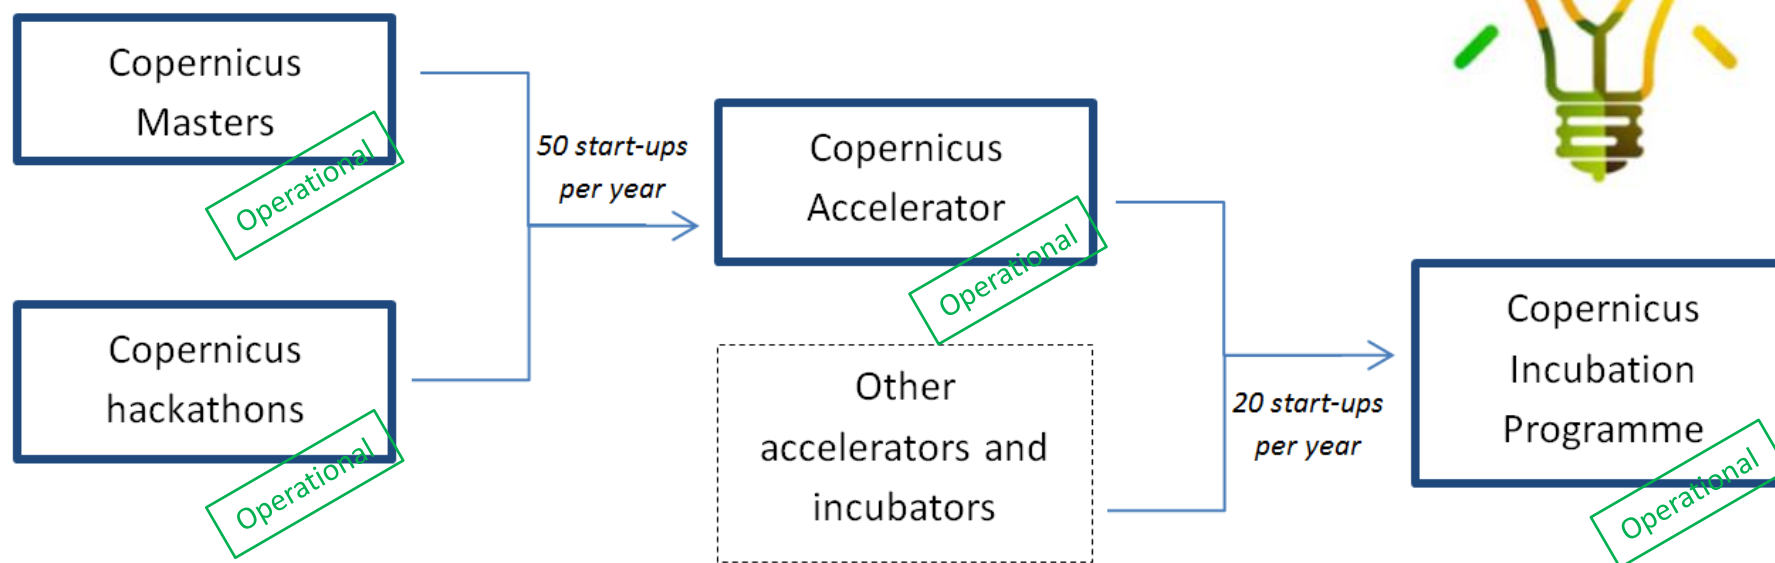 Copernicus
Masters
Operational
Copernicus
hackathons
Operational
50 start-ups
per year
Copernicus
Accelerator
Operational
Other
accelerators and
incubators
20 start-ups
per year
Copernicus
Incubation
Programme
Operational